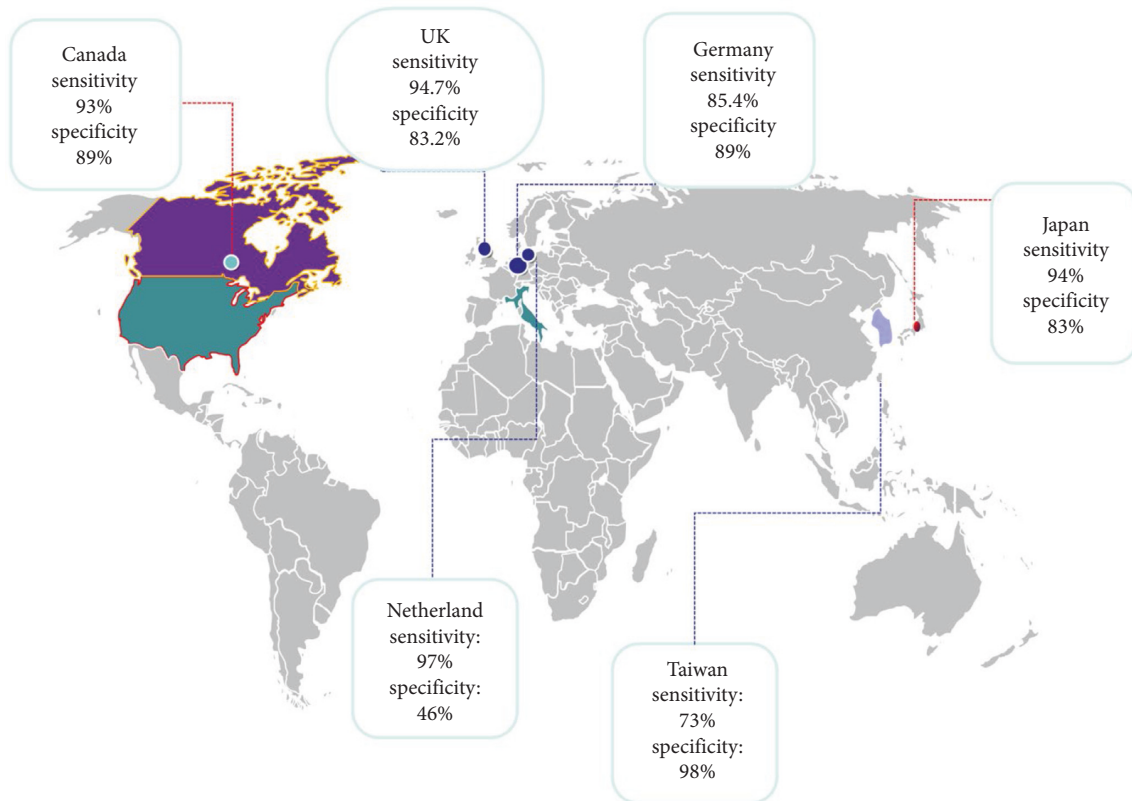 Canada
sensitivity
93%
specificity
89%
UK
sensitivity
94.7%
specificity
83.2%
Germany
sensitivity
85.4%
specificity
89%
Japan
sensitivity
94%
specificity
83%
Netherland
sensitivity:
97%
specificity:
46%
Taiwan
sensitivity:
73%
specificity:
98%